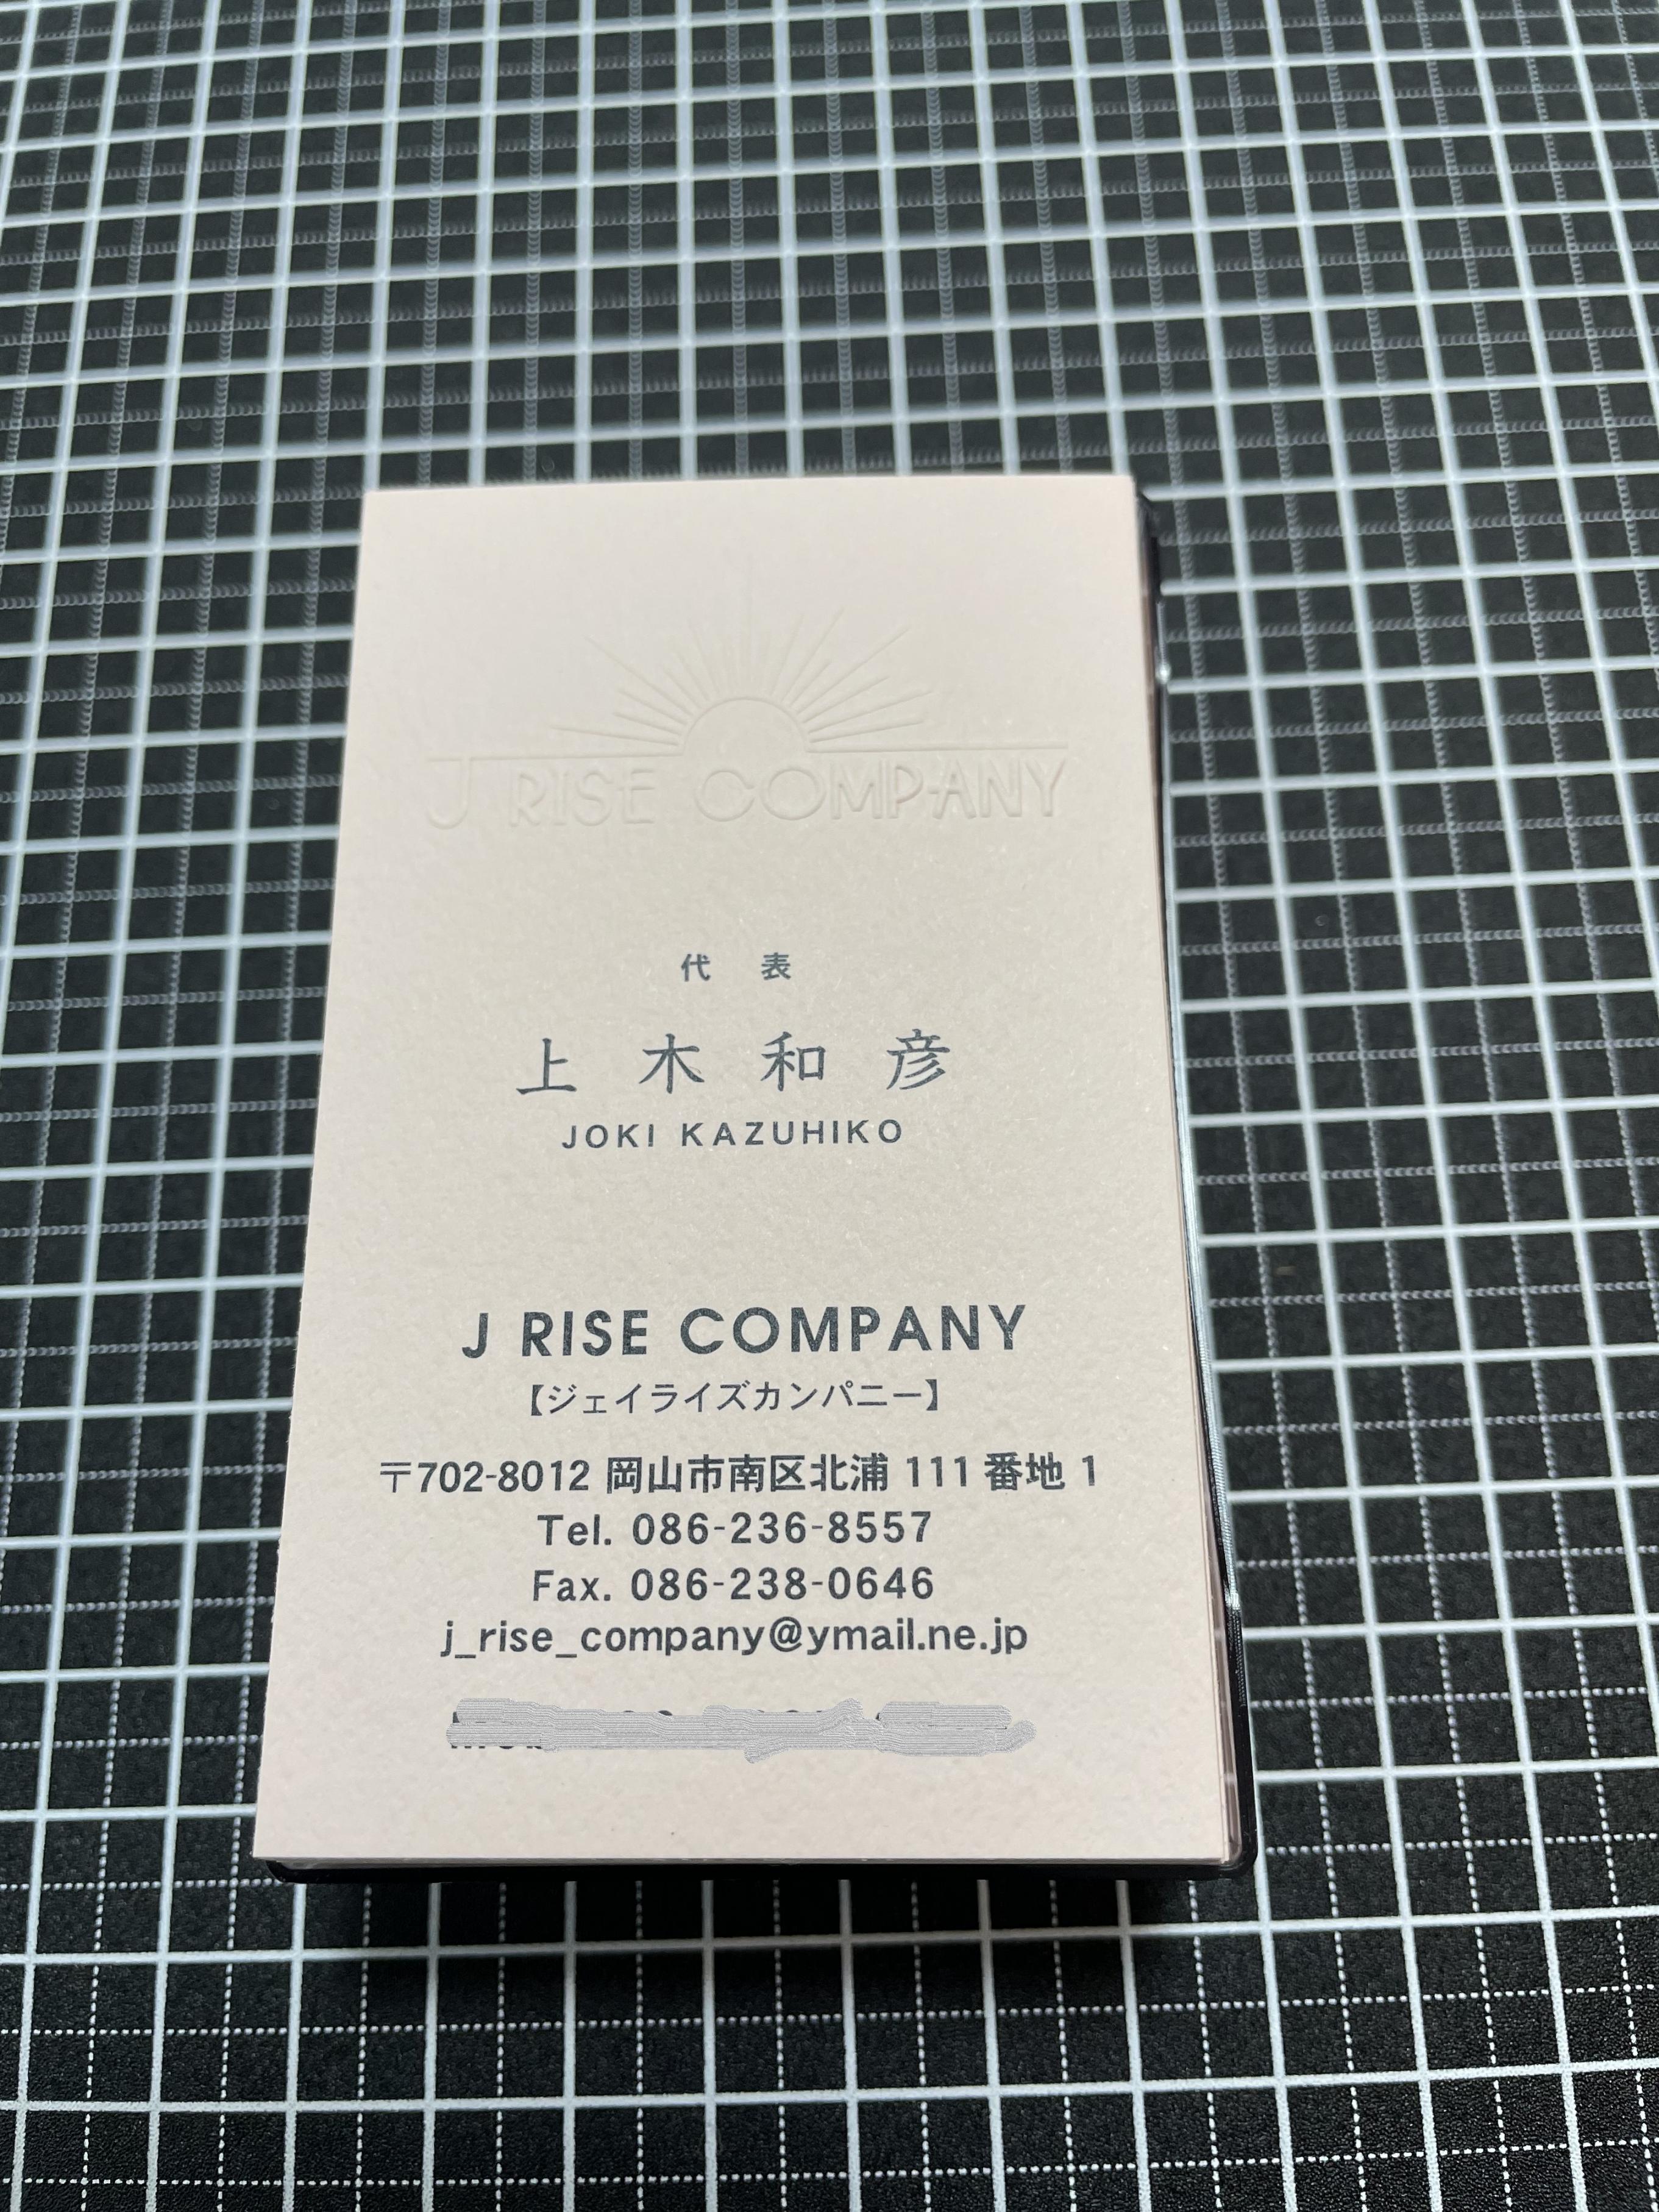 J RISE COMPANY
代 表
上 木 和 彦
JOKI KAZUHIKO
J RISE COMPANY
【ジェイライズカンパニー】
〒702-8012 岡山市南区北浦 111 番地 1
Tel. 086-236-8557
Fax. 086-238-0646
j_rise_company@ymail.ne.jp